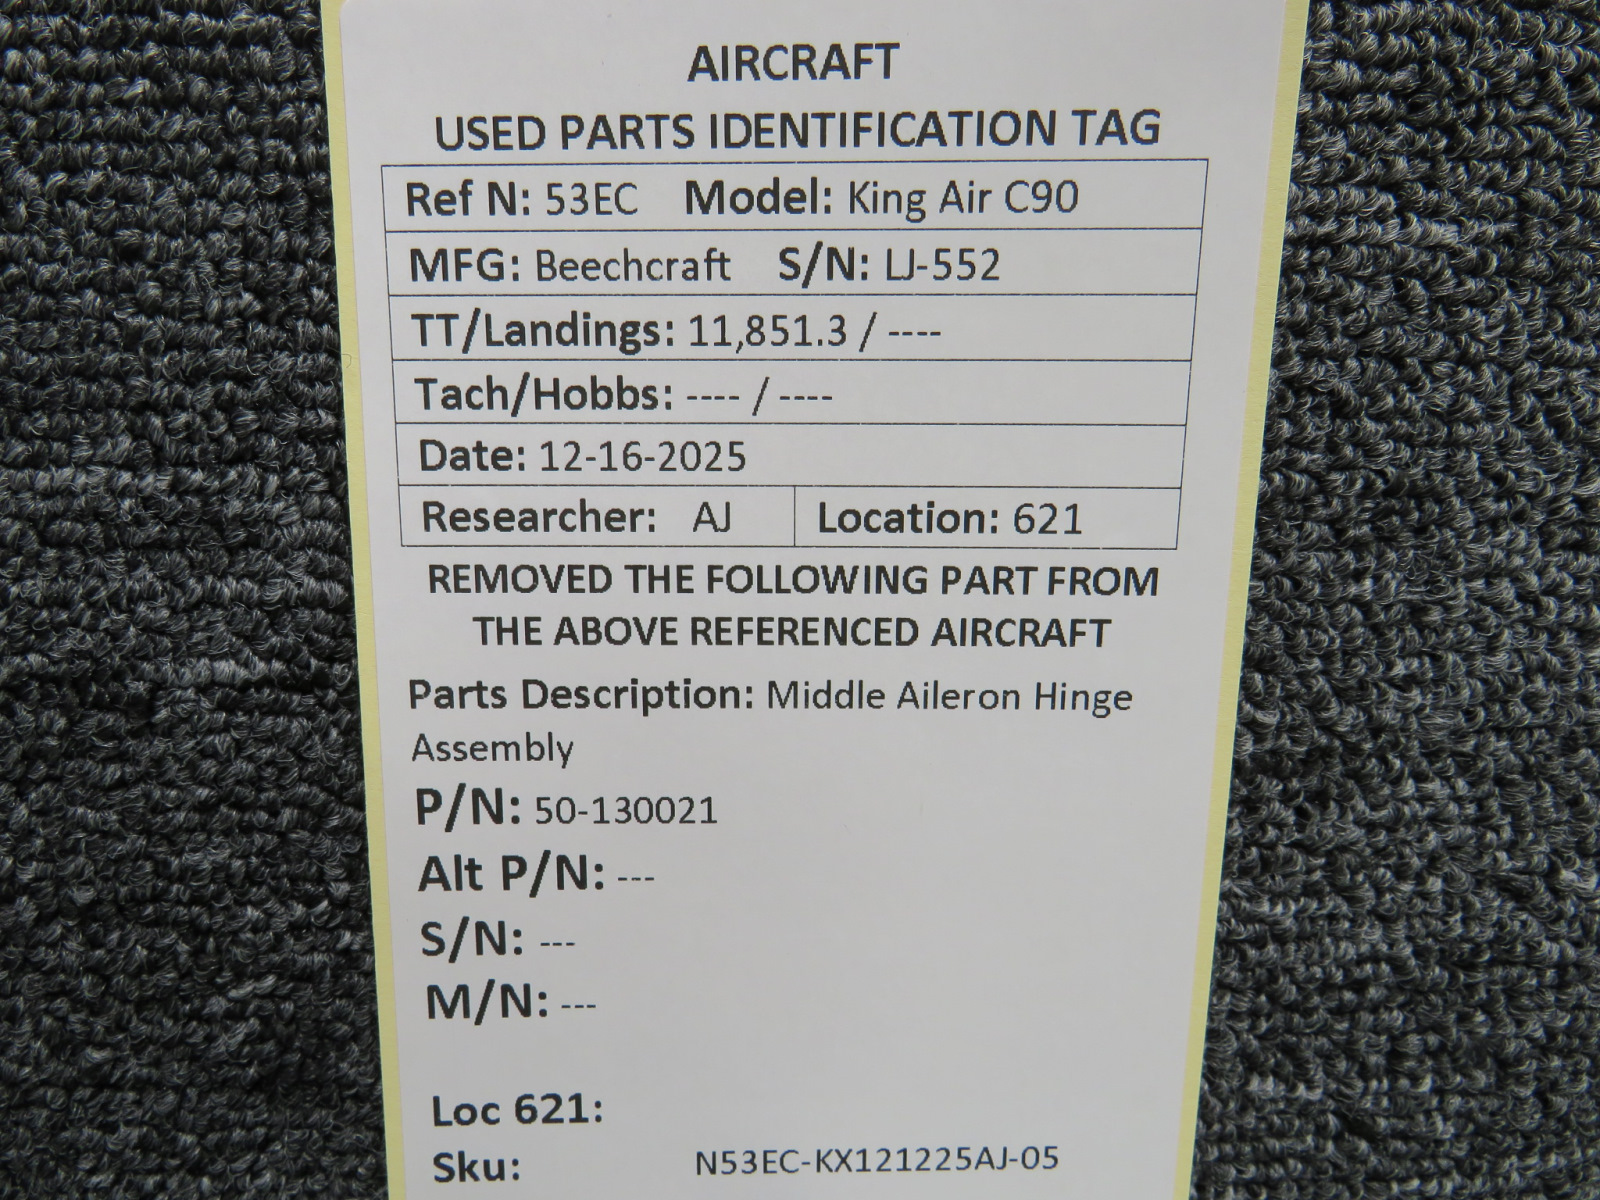 AIRCRAFT
USED PARTS IDENTIFICATION TAG
Ref N: 53EC Model: King Air C90
MFG: Beechcraft S/N: LJ-552
TT/Landings: 11,851.3 / ----
Tach/Hobbs: ---- / ----
Date: 12-16-2025
Researcher: AJ Location: 621
REMOVED THE FOLLOWING PART FROM
THE ABOVE REFERENCED AIRCRAFT
Parts Description: Middle Aileron Hinge
Assembly
P/N: 50-130021
Alt P/N: ---
S/N: ---
M/N: ---
Loc 621:
Sku: N53EC-KX121225AJ-05